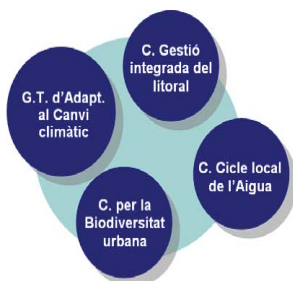 C. Gestió
integrada del
litoral
G.T. d'Adapt.
al Canvi
climàtic
C. Cicle local
de l'Aigua
C. per la
Biodiversitat
urbana